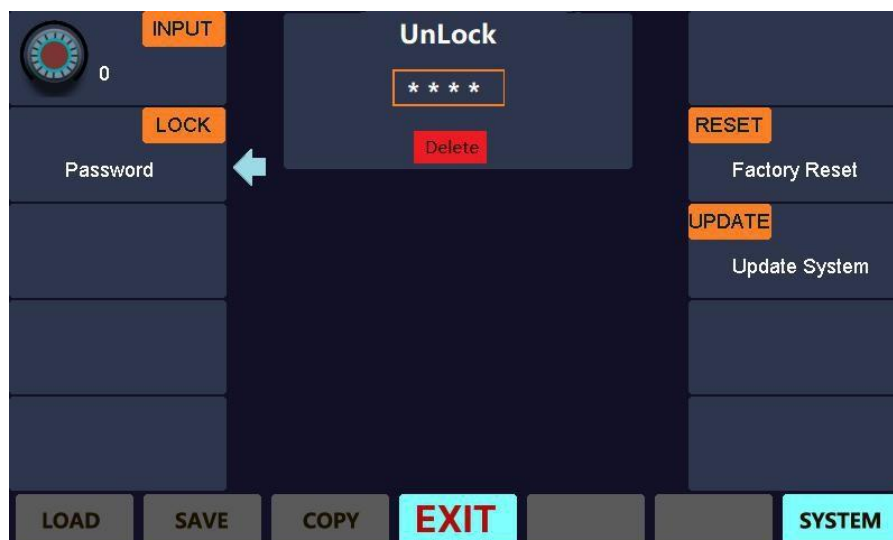 INPUT
0
LOCK
Password
UnLock
* * * *
Delete
RESET
Factory Reset
UPDATE
Update System
LOAD
SAVE
COPY
EXIT
SYSTEM